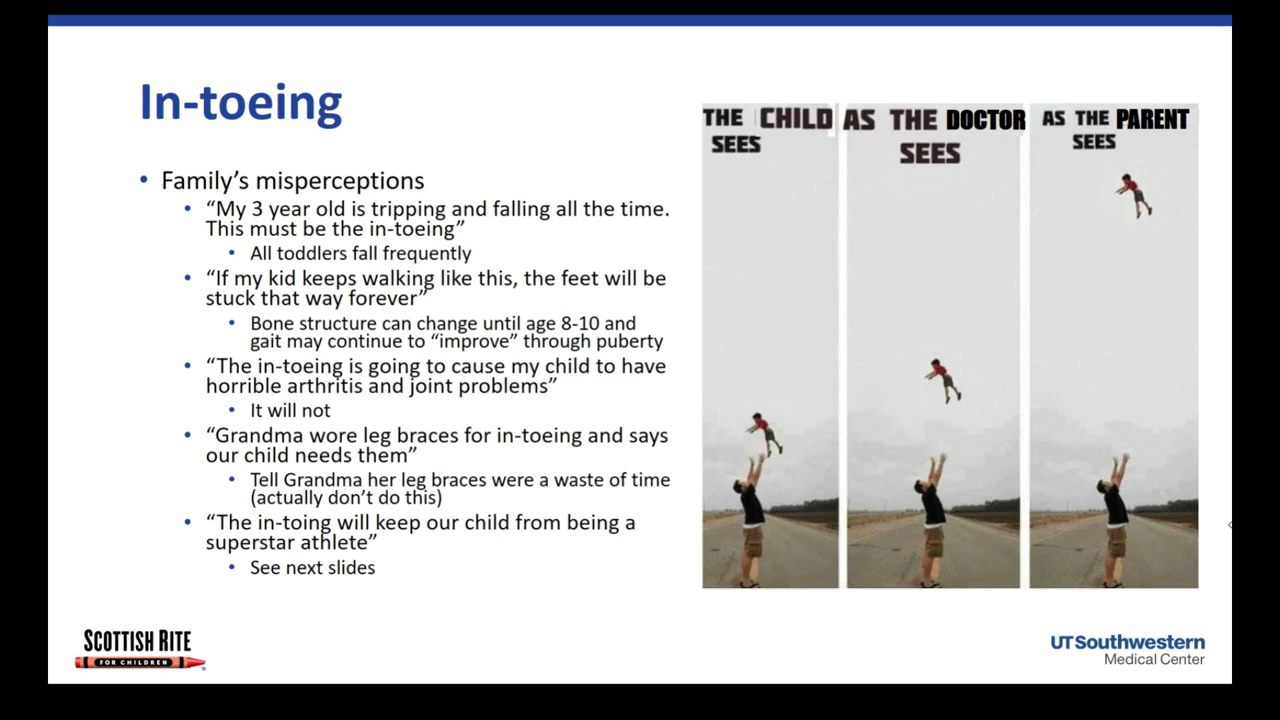 In-toeing
• Family’s misperceptions
• “My 3 year old is tripping and falling all the time.
This must be the in-toeing”
• All toddlers fall frequently
• “If my kid keeps walking like this, the feet will be
stuck that way forever”
• Bone structure can change until age 8-10 and
gait may continue to “improve” through puberty
• “The in-toeing is going to cause my child to have
horrible arthritis and joint problems”
• It will not
• “Grandma wore leg braces for in-toeing and says
our child needs them”
• Tell Grandma her leg braces were a waste of time
(actually don’t do this)
• “The in-toing will keep our child from being a
superstar athlete”
• See next slides
THE CHILD
SEES
AS THE DOCTOR
SEES
AS THE PARENT
SEES
SCOTTISH RITE
FOR CHILDREN
UTSouthwestern
Medical Center